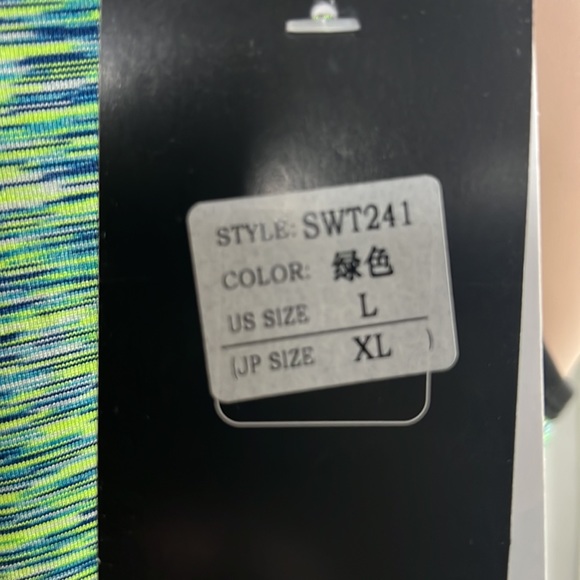 STYLE: SWT241
COLOR: 绿色
US SIZE L
(JP SIZE XL )